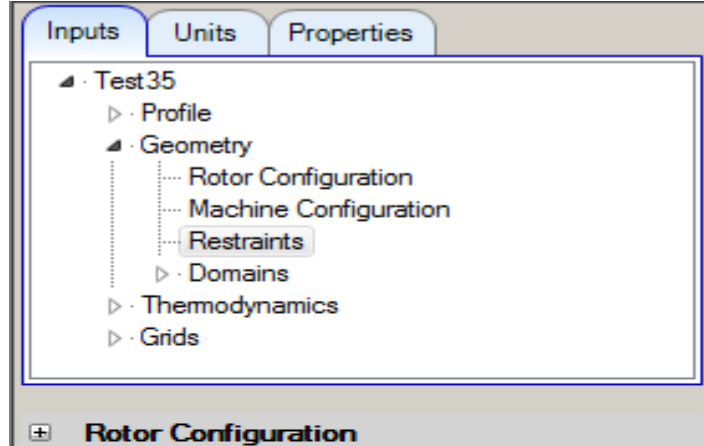 Inputs Units Properties
Test35
Profile
Geometry
Rotor Configuration
Machine Configuration
Restraints
Domains
Thermodynamics
Grids
Rotor Configuration